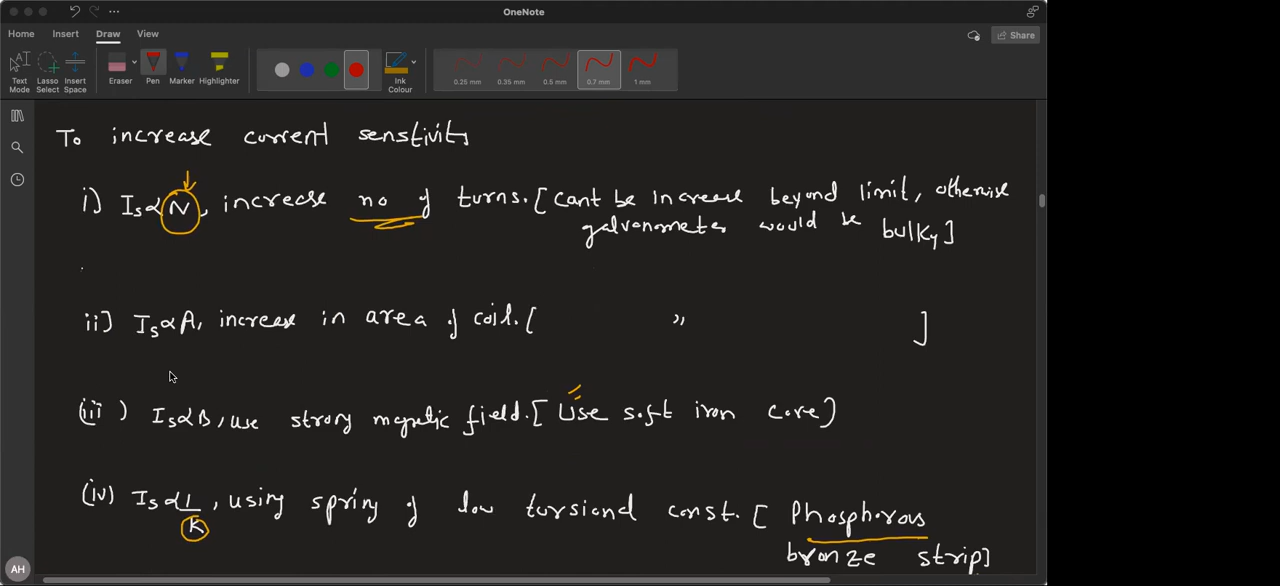 OneNote
Home Insert Draw View
Share
Text Mode
Lasso Select
Insert Space
Eraser
Pen
Marker
Highlighter
Ink Colour
0.25 mm
0.35 mm
0.5 mm
0.7 mm
1 mm
To increase current senstivity
i) Is∝N, increase no of turns. [Cant be increase beyond limit, otherwise
galvanometer would be bulky]
ii] Is∝A, increase in area of coil. [ " ]
(iii) Is∝B, use strong magnetic field. [Use soft iron core)
(iv) Is∝1/K, using spring of low torsional const. [Phosphorous
bronze strip]
AH